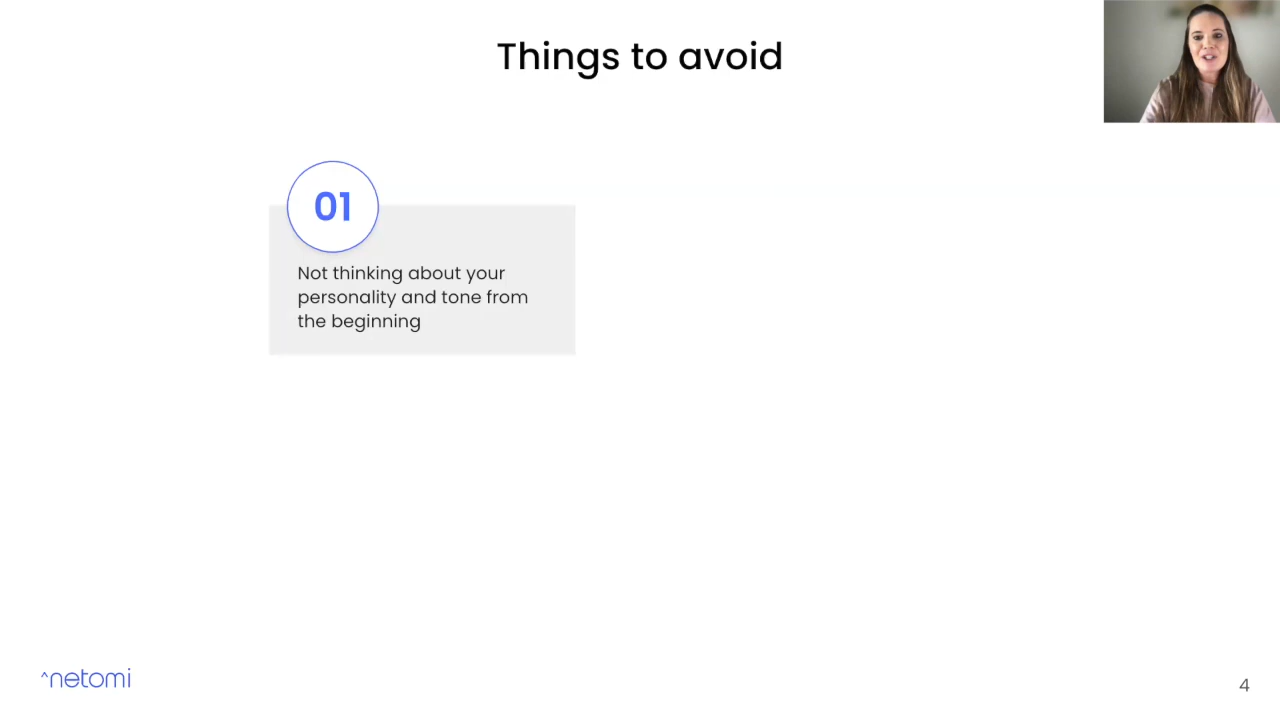 Things to avoid
01
Not thinking about your
personality and tone from
the beginning
^netomi
4